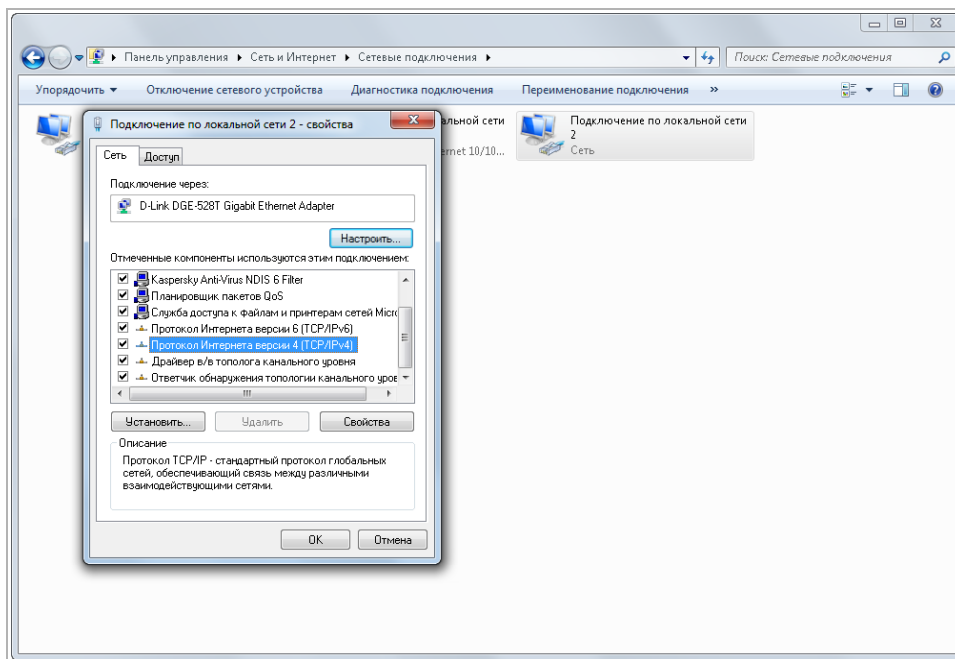 Панель управления ▸ Сеть и Интернет ▸ Сетевые подключения ▸
Поиск: Сетевые подключения
Упорядочить
Отключение сетевого устройства
Диагностика подключения
Переименование подключения
»
альной сети
ernet 10/10...
Подключение по локальной сети
2
Сеть
Подключение по локальной сети 2 - свойства
Сеть
Доступ
Подключение через:
D-Link DGE-528T Gigabit Ethernet Adapter
Настроить...
Отмеченные компоненты используются этим подключением:
Kaspersky Anti-Virus NDIS 6 Filter
Планировщик пакетов QoS
Служба доступа к файлам и принтерам сетей Micro
Протокол Интернета версии 6 (TCP/IPv6)
Протокол Интернета версии 4 (TCP/IPv4)
Драйвер в/в тополога канального уровня
Ответчик обнаружения топологии канального уров
Установить...
Удалить
Свойства
Описание
Протокол TCP/IP - стандартный протокол глобальных
сетей, обеспечивающий связь между различными
взаимодействующими сетями.
OK
Отмена